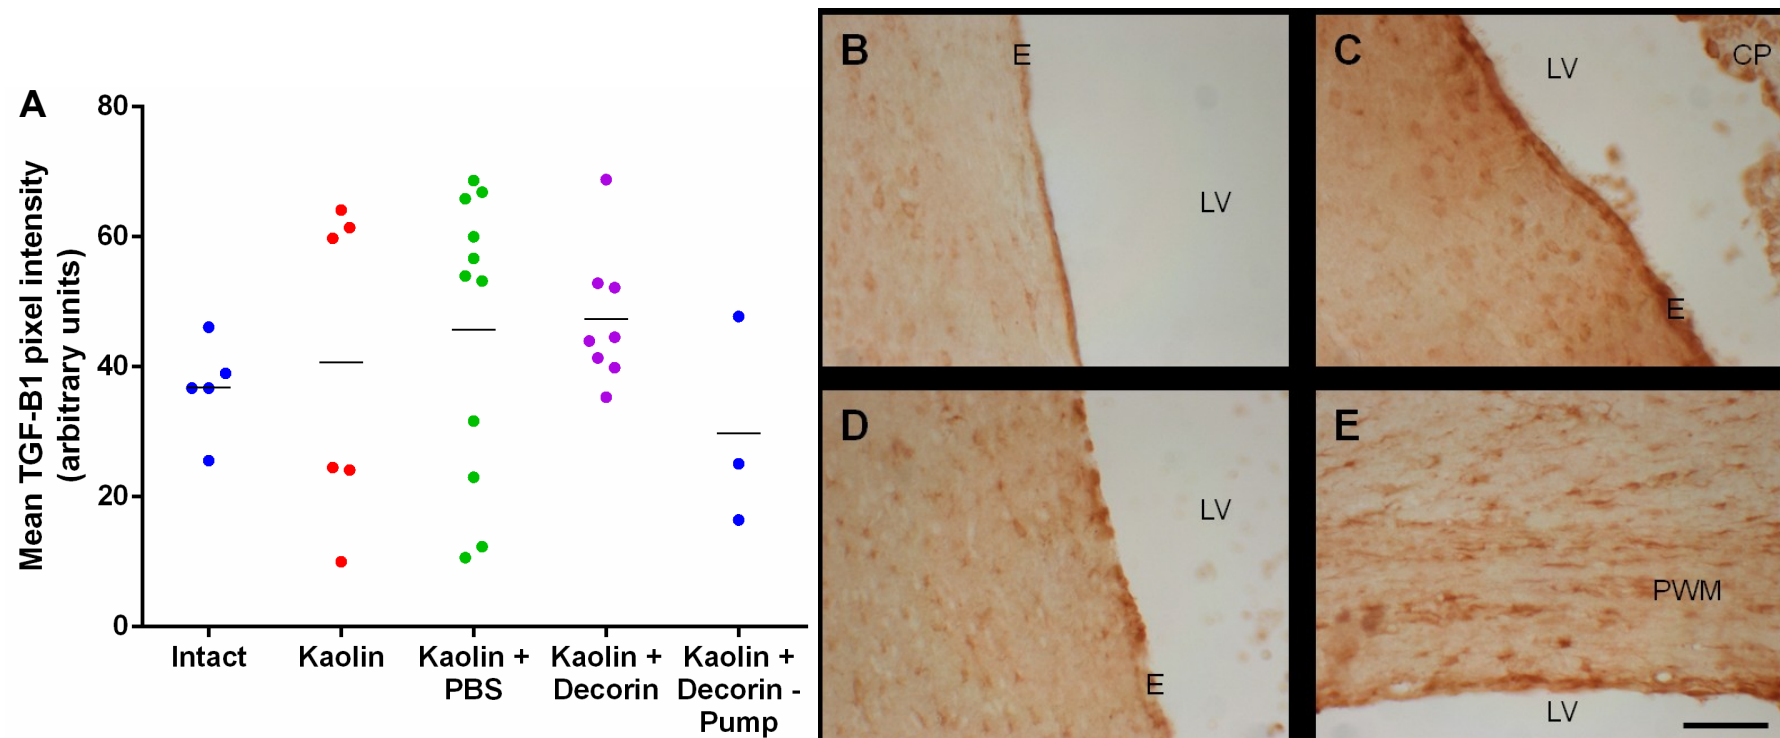 A
Mean TGF-B1 pixel intensity
(arbitrary units)
80
60
40
20
0
Intact
Kaolin
Kaolin +
PBS
Kaolin +
Decorin
Kaolin +
Decorin -
Pump
B
E
LV
C
LV
CP
E
D
LV
E
E
PWM
LV